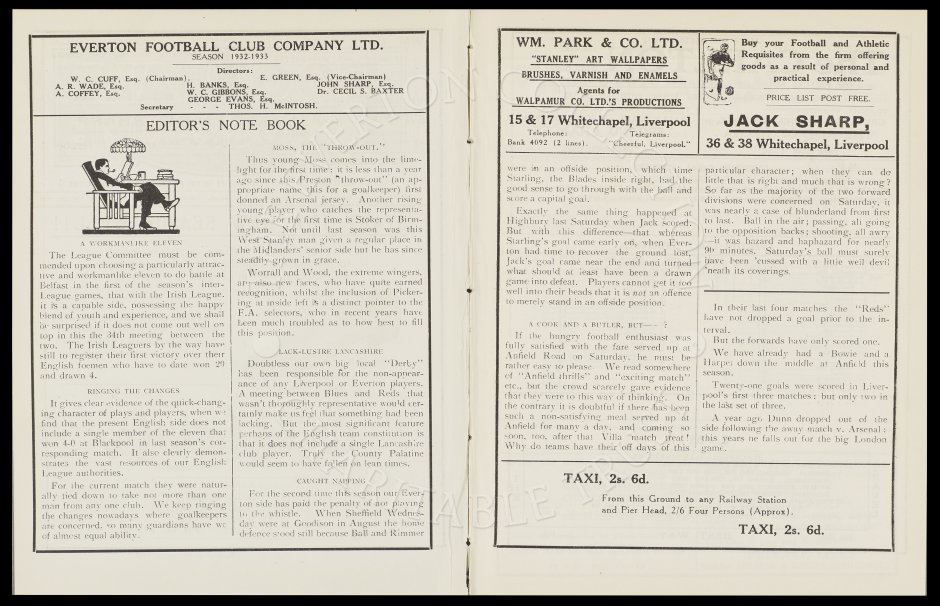 EVERTON FOOTBALL CLUB COMPANY LTD.
SEASON 1932-1933
Directors:
W. C. CUFF, Esq. (Chairman). E. GREEN, Esq. (Vice-Chairman)
A. R. WADE, Esq. H. BANKS, Esq. JOHN SHARP, Esq.
A. COFFEY, Esq. W. C. GIBBONS, Esq. Dr. CECIL S. BAXTER
GEORGE EVANS, Esq.
Secretary - - - THOS. H. McINTOSH.
EDITOR'S NOTE BOOK
A WORKMANLIKE ELEVEN
The League Committee must be com-
mended upon choosing a particularly attrac-
tive and workmanlike eleven to do battle at
Belfast in the first of the season's inter-
League games, that with the Irish League.
It is a capable side, possessing the happy
blend of youth and experience, and we shall
be surprised if it does not come out well on
top in this the 34th meeting between the
two. The Irish Leaguers by the way have
still to register their first victory over their
English foemen who have to date won 29
and drawn 4.
RINGING THE CHANGES
It gives clear evidence of the quick-chang-
ing character of plays and players, when we
find that the present English side does not
include a single member of the eleven that
won 4-0 at Blackpool in last season's cor-
responding match. It also clearly demon-
strates the vast resources of our English
League authorities.
For the current match they were natur-
ally tied down to take not more than one
man from any one club. We keep ringing
the changes nowadays where goalkeepers
are concerned, so many guardians have we
of almost equal ability.
MOSS, THE "THROW-OUT."
Thus young Moss comes into the lime-
light for the first time; it is less than a year
ago since this Preston "throw-out" (an ap-
propriate name this for a goalkeeper) first
donned an Arsenal jersey. Another rising
young player who catches the representa-
tive eye for the first time is Stoker of Birm-
ingham. Not until last season was this
West Stanley man given a regular place in
the Midlanders' senior side but he has since
steadily grown in grace.
Worrall and Wood, the extreme wingers,
are also new faces, who have quite earned
recognition, whilst the inclusion of Picker-
ing at inside left is a distinct pointer to the
F.A. selectors, who in recent years have
been much troubled as to how best to fill
this position.
LACK-LUSTRE LANCASHIRE
Doubtless our own big local "Derby"
has been responsible for the non-appear-
ance of any Liverpool or Everton players.
A meeting between Blues and Reds that
wasn't thoroughly representative would cer-
tainly make us feel that something had been
lacking. But the most significant feature
perhaps of the English team constitution is
that it does not include a single Lancashire
club player. Truly the County Palatine
would seem to have fallen on lean times.
CAUGHT NAPPING
For the second time this season our Ever-
ton side has paid the penalty of not playing
to the whistle. When Sheffield Wednes-
day were at Goodison in August the home
defence stood still because Ball and Rimmer
WM. PARK & CO. LTD.
"STANLEY" ART WALLPAPERS
BRUSHES, VARNISH AND ENAMELS
Agents for
WALPAMUR CO. LTD.'S PRODUCTIONS
15 & 17 Whitechapel, Liverpool
Telephone: Telegrams:
Bank 4092 (2 lines). "Cheerful, Liverpool."
Buy your Football and Athletic
Requisites from the firm offering
goods as a result of personal and
practical experience.
PRICE LIST POST FREE.
JACK SHARP,
36 & 38 Whitechapel, Liverpool
were in an offside position, which time
Starling, the Blades inside right, had the
good sense to go through with the ball and
score a capital goal.
Exactly the same thing happened at
Highbury last Saturday when Jack scored.
But with this difference—that whereas
Starling's goal came early on, when Ever-
ton had time to recover the ground lost,
Jack's goal came near the end and turned
what should at least have been a drawn
game into defeat. Players cannot get it too
well into their heads that it is not an offence
to merely stand in an offside position.
A COOK AND A BUTLER, BUT—— ?
If the hungry football enthusiast was
fully satisfied with the fare served up at
Anfield Road on Saturday, he must be
rather easy to please. We read somewhere
of "Anfield thrills" and "exciting match"
etc., but the crowd scarcely gave evidence
that they were to this way of thinking. On
the contrary it is doubtful if there has been
such a non-satisfying meal served up at
Anfield for many a day, and coming so
soon, too, after that Villa match treat!
Why do teams have their off days of this
particular character; when they can do
little that is right and much that is wrong?
So far as the majority of the two forward
divisions were concerned on Saturday, it
was nearly a case of blunderland from first
to last. Ball in the air; passing, all going
to the opposition backs; shooting, all awry
—it was hazard and haphazard for nearly
90 minutes. Saturday's ball must surely
have been 'cussed with a little weil devil
'neath its coverings.
In their last four matches the "Reds"
have not dropped a goal prior to the in-
terval.
But the forwards have only scored one.
We have already had a Bowie and a
Harper down the middle at Anfield this
season.
Twenty-one goals were scored in Liver-
pool's first three matches; but only two in
the last set of three.
A year ago Dunn dropped out of the
side following the away match v. Arsenal;
this years he falls out for the big London
game.
TAXI, 2s. 6d.
From this Ground to any Railway Station
and Pier Head, 2/6 Four Persons (Approx).
TAXI, 2s. 6d.